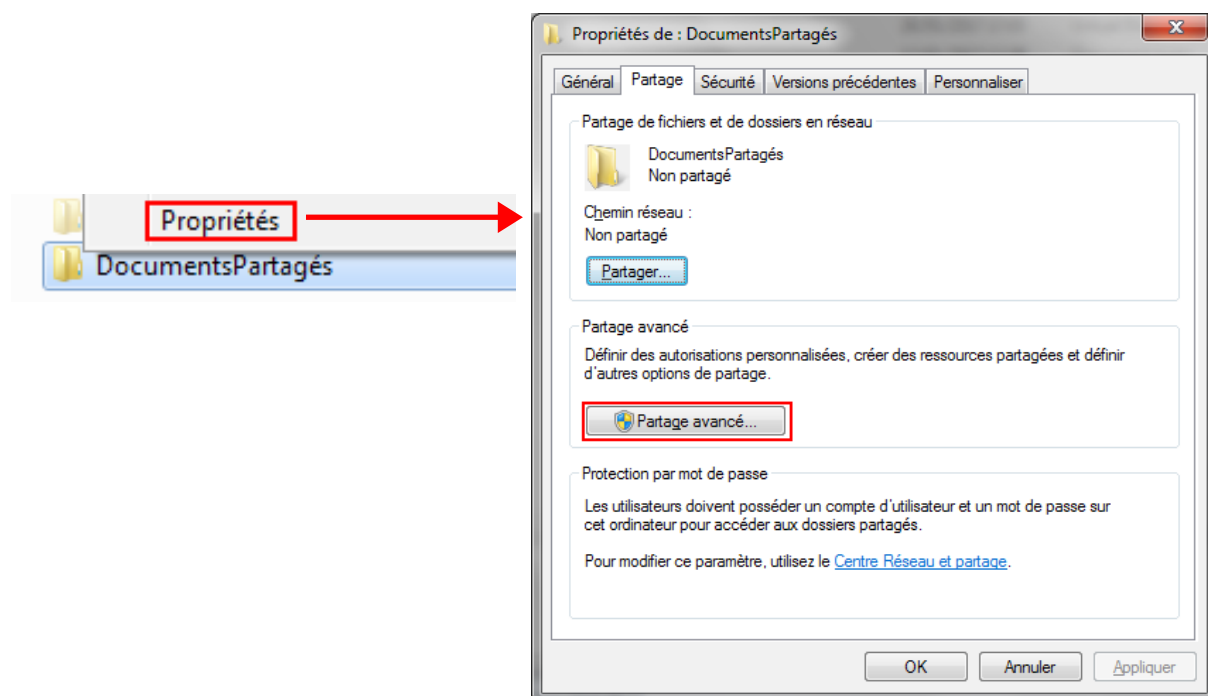 Propriétés
DocumentsPartagés
Propriétés de : DocumentsPartagés
Général Partage Sécurité Versions précédentes Personnaliser
Partage de fichiers et de dossiers en réseau
DocumentsPartagés
Non partagé
Chemin réseau :
Non partagé
Partager...
Partage avancé
Définir des autorisations personnalisées, créer des ressources partagées et définir
d'autres options de partage.
Partage avancé...
Protection par mot de passe
Les utilisateurs doivent posséder un compte d'utilisateur et un mot de passe sur
cet ordinateur pour accéder aux dossiers partagés.
Pour modifier ce paramètre, utilisez le Centre Réseau et partage.
OK Annuler Appliquer